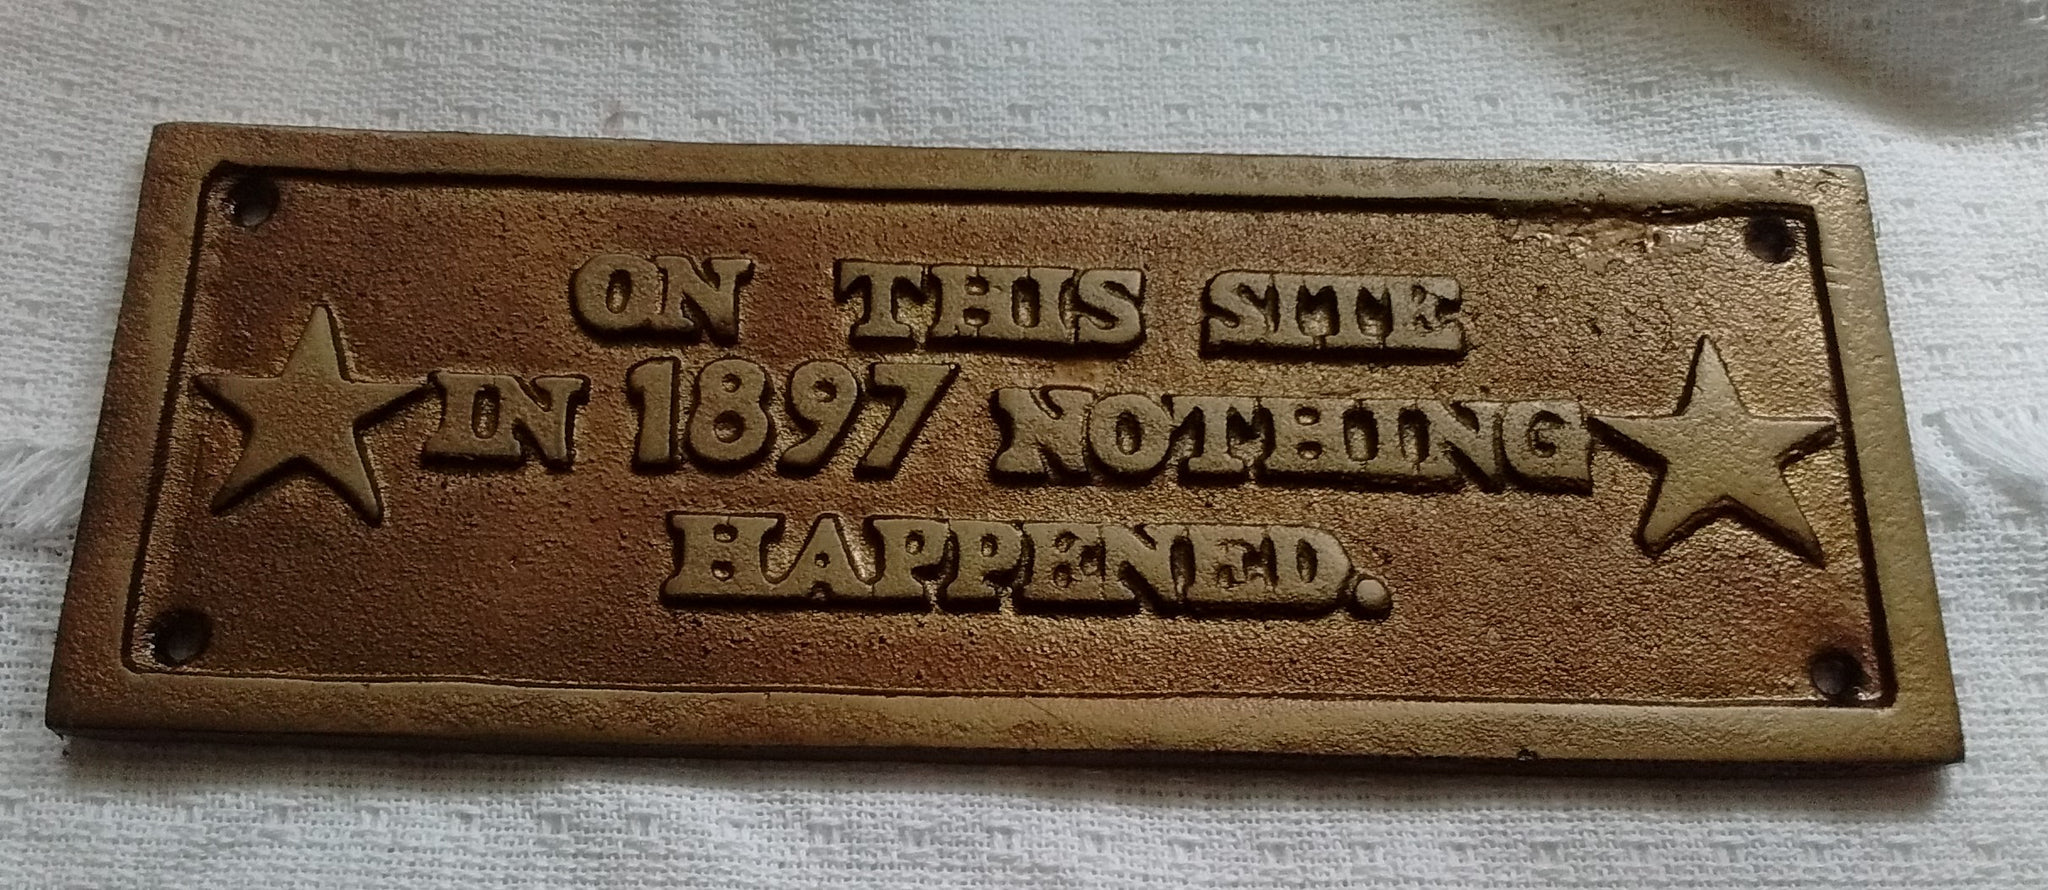 ON THIS SITE
IN 1897 NOTHING
HAPPENED.